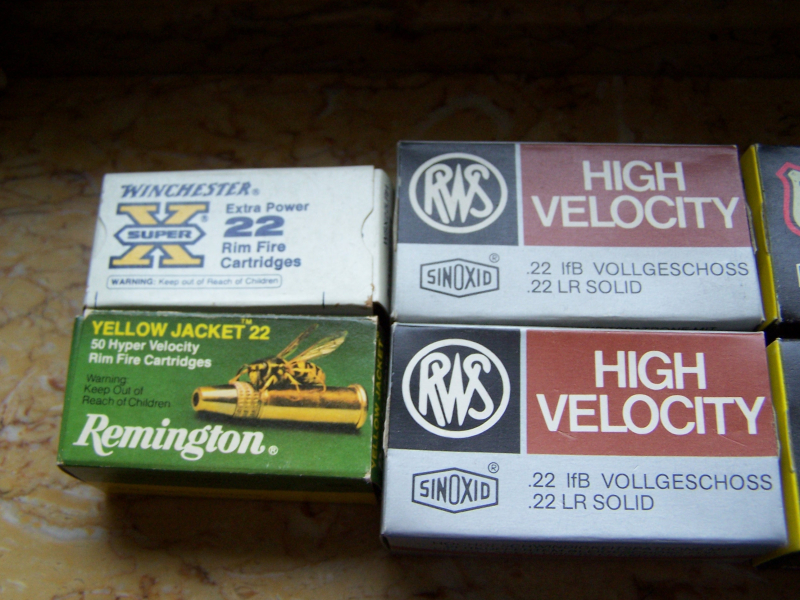 WINCHESTER®
SUPER X®
Extra Power
22
Rim Fire
Cartridges
WARNING: Keep out of Reach of Children
YELLOW JACKET™ 22
50 Hyper Velocity
Rim Fire Cartridges
Warning:
Keep Out of
Reach of Children
Remington®
YELLOW JACKET
RWS
HIGH
VELOCITY
SINOXID®
.22 lfB VOLLGESCHOSS
.22 LR SOLID
RWS
HIGH
VELOCITY
SINOXID®
.22 lfB VOLLGESCHOSS
.22 LR SOLID